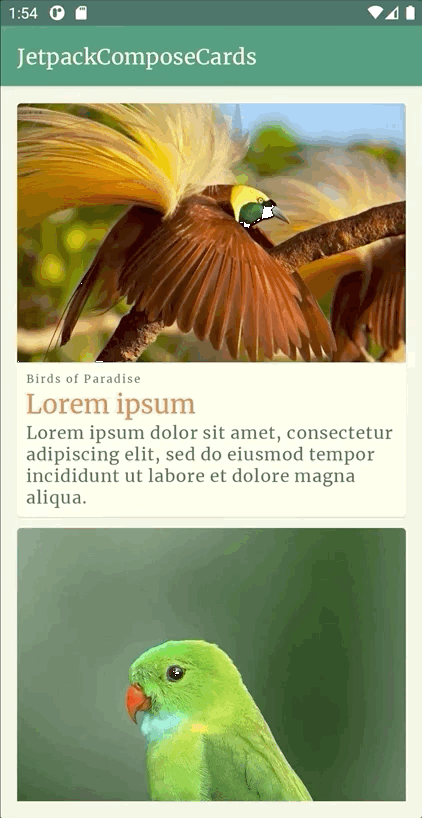 1:54
JetpackComposeCards
Birds of Paradise
Lorem ipsum
Lorem ipsum dolor sit amet, consectetur
adipiscing elit, sed do eiusmod tempor
incididunt ut labore et dolore magna
aliqua.